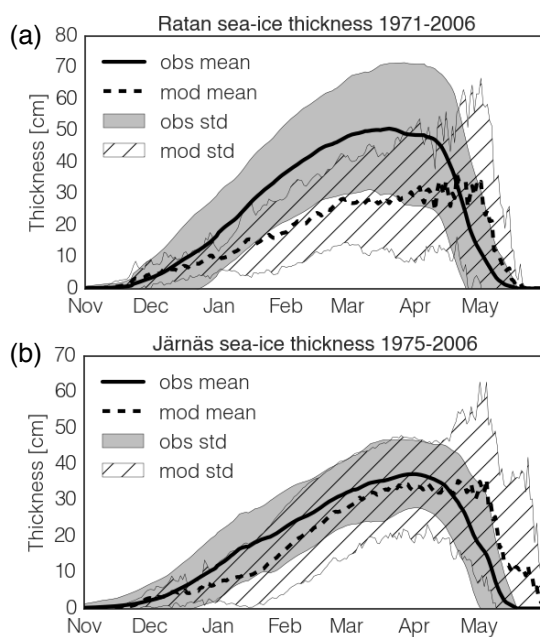 (a)
Ratan sea-ice thickness 1971-2006
80
70
60
50
40
30
20
10
0
Thickness [cm]
obs mean
mod mean
obs std
mod std
Nov Dec Jan Feb Mar Apr May
(b)
Järnäs sea-ice thickness 1975-2006
70
60
50
40
30
20
10
0
Thickness [cm]
obs mean
mod mean
obs std
mod std
Nov Dec Jan Feb Mar Apr May